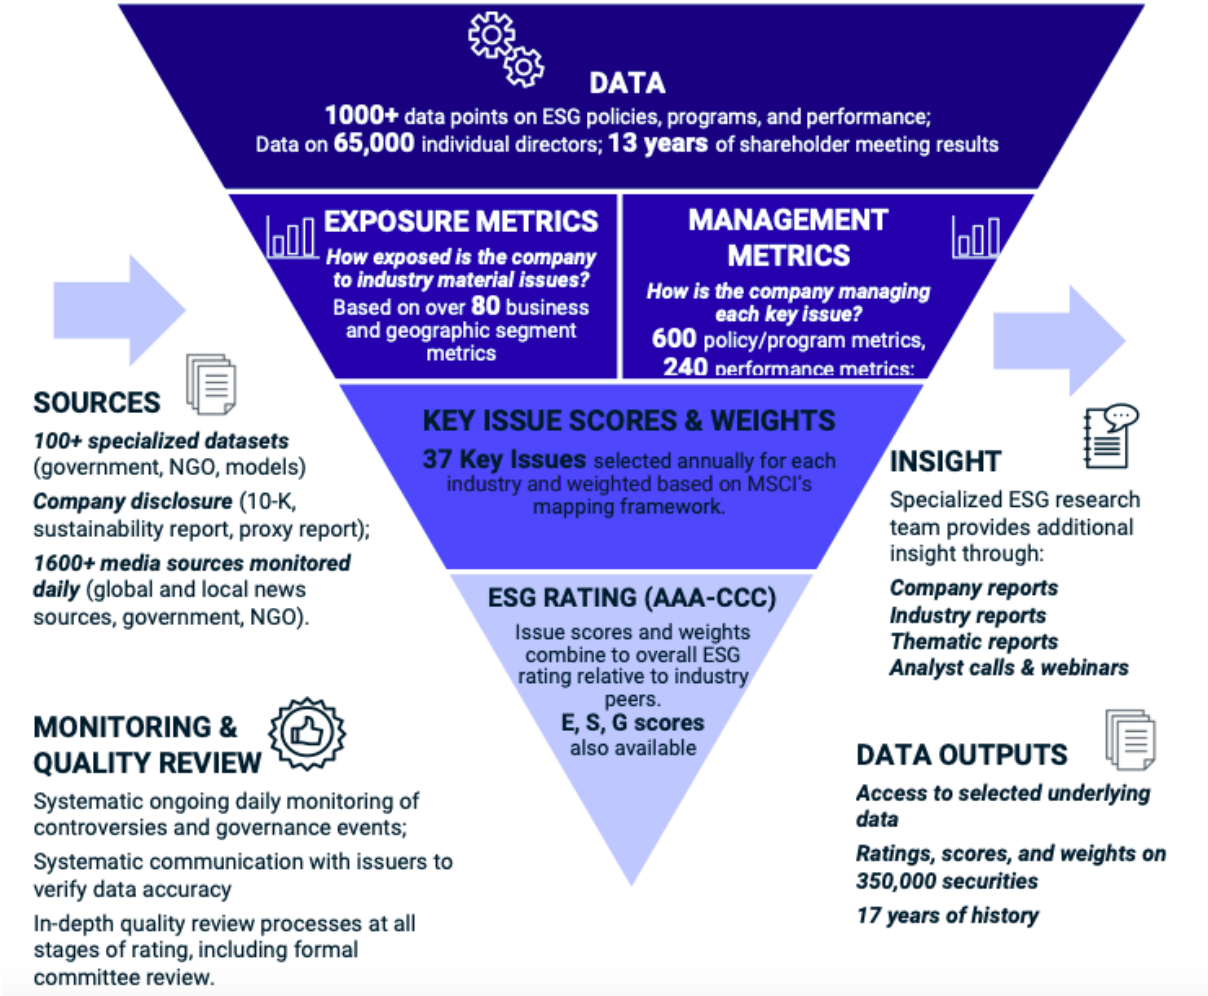 DATA
1000+ data points on ESG policies, programs, and performance;
Data on 65,000 individual directors; 13 years of shareholder meeting results
EXPOSURE METRICS
How exposed is the company
to industry material issues?
Based on over 80 business
and geographic segment
metrics
MANAGEMENT
METRICS
How is the company managing
each key issue?
600 policy/program metrics,
240 performance metrics;
KEY ISSUE SCORES & WEIGHTS
37 Key Issues selected annually for each
industry and weighted based on MSCI's
mapping framework.
ESG RATING (AAA-CCC)
Issue scores and weights
combine to overall ESG
rating relative to industry
peers.
E, S, G scores
also available
SOURCES
100+ specialized datasets
(government, NGO, models)
Company disclosure (10-K,
sustainability report, proxy report);
1600+ media sources monitored
daily (global and local news
sources, government, NGO).
MONITORING &
QUALITY REVIEW
Systematic ongoing daily monitoring of
controversies and governance events;
Systematic communication with issuers to
verify data accuracy
In-depth quality review processes at all
stages of rating, including formal
committee review.
INSIGHT
Specialized ESG research
team provides additional
insight through:
Company reports
Industry reports
Thematic reports
Analyst calls & webinars
DATA OUTPUTS
Access to selected underlying
data
Ratings, scores, and weights on
350,000 securities
17 years of history